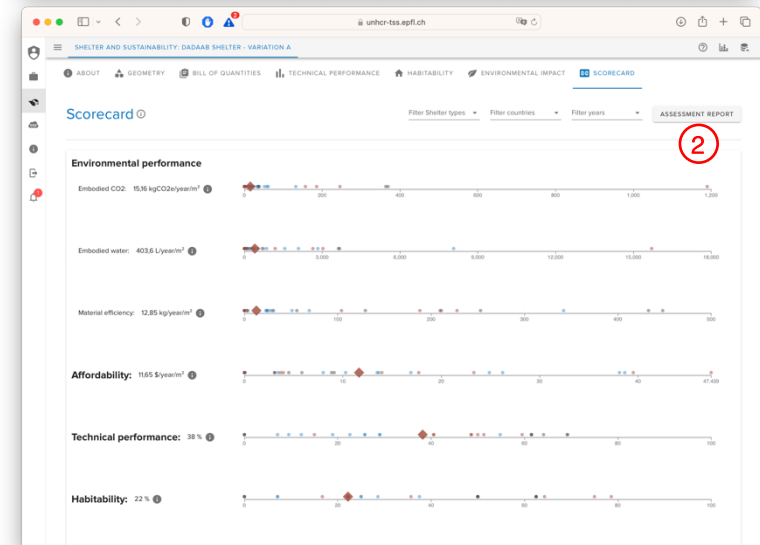 unhcr-tss.epfl.ch
2
SHELTER AND SUSTAINABILITY: DADAAB SHELTER - VARIATION A
ABOUT GEOMETRY BILL OF QUANTITIES TECHNICAL PERFORMANCE HABITABILITY ENVIRONMENTAL IMPACT SCORECARD
Scorecard
Filter Shelter types Filter countries Filter years ASSESSMENT REPORT
2
Environmental performance
Embodied CO2: 15,16 kgCO2e/year/m²
0 200 400 600 800 1,000 1,200
Embodied water: 403,6 L/year/m²
0 3,000 6,000 9,000 12,000 15,000 18,000
Material efficiency: 12,85 kg/year/m²
0 100 200 300 400 500
Affordability: 11,65 $/year/m²
0 10 20 30 40 47,439
Technical performance: 38 %
0 20 40 60 80 100
Habitability: 22 %
0 20 40 60 80 100